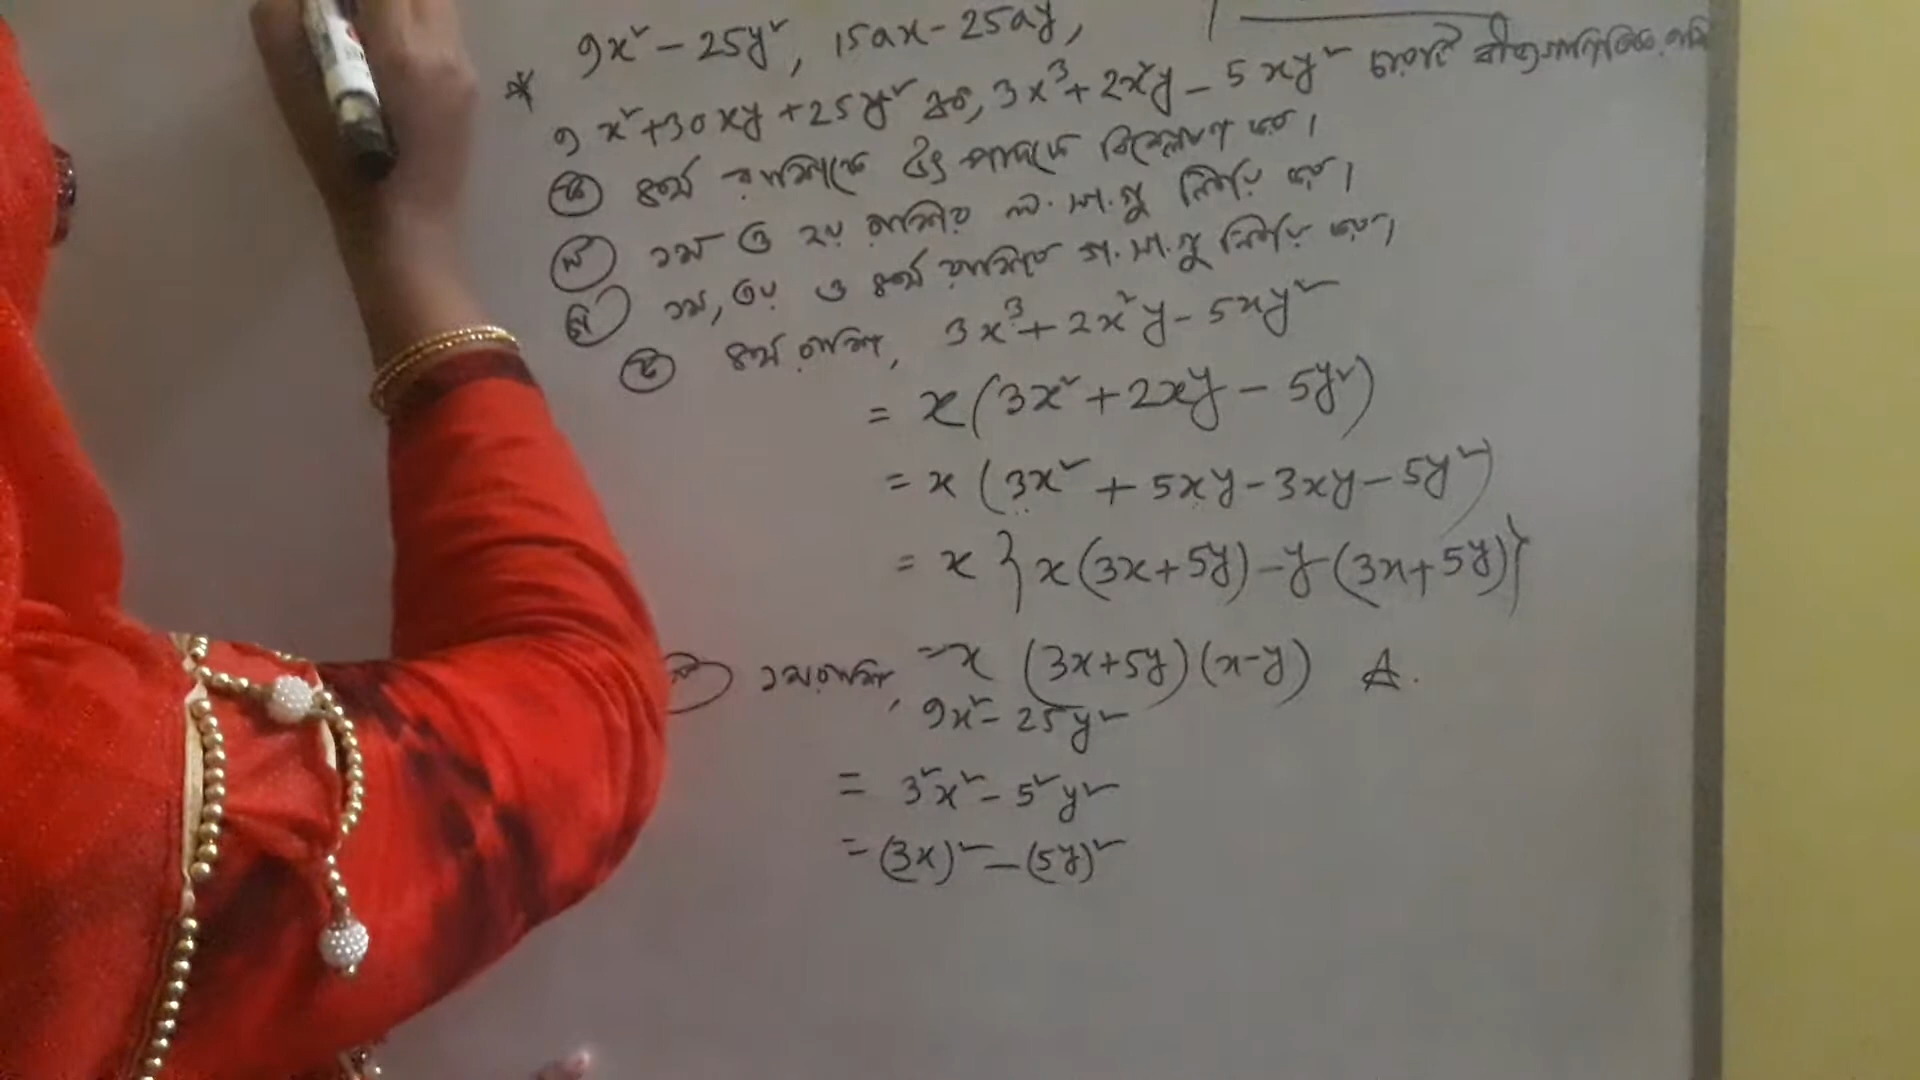 * 9x² - 25y², 15ax - 25ay,
9x² + 30xy + 25y² এবং, 3x³ + 2x²y - 5xy² চারটি বীজগাণিতিক রাশি
(ক) ৪র্থ রাশিকে উৎপাদকে বিশ্লেষণ কর।
(খ) ১ম ও ২য় রাশির ল.সা.গু নির্ণয় কর।
(গ) ১ম, ৩য় ও ৪র্থ রাশির গ.সা.গু নির্ণয় কর।
(ক) ৪র্থ রাশি, 3x³ + 2x²y - 5xy²
= x(3x² + 2xy - 5y²)
= x (3x² + 5xy - 3xy - 5y²)
= x {x(3x+5y) - y(3x+5y)}
= x (3x+5y)(x-y) A.
(খ) ১ম রাশি, 9x² - 25y²
= 3²x² - 5²y²
= (3x)² - (5y)²